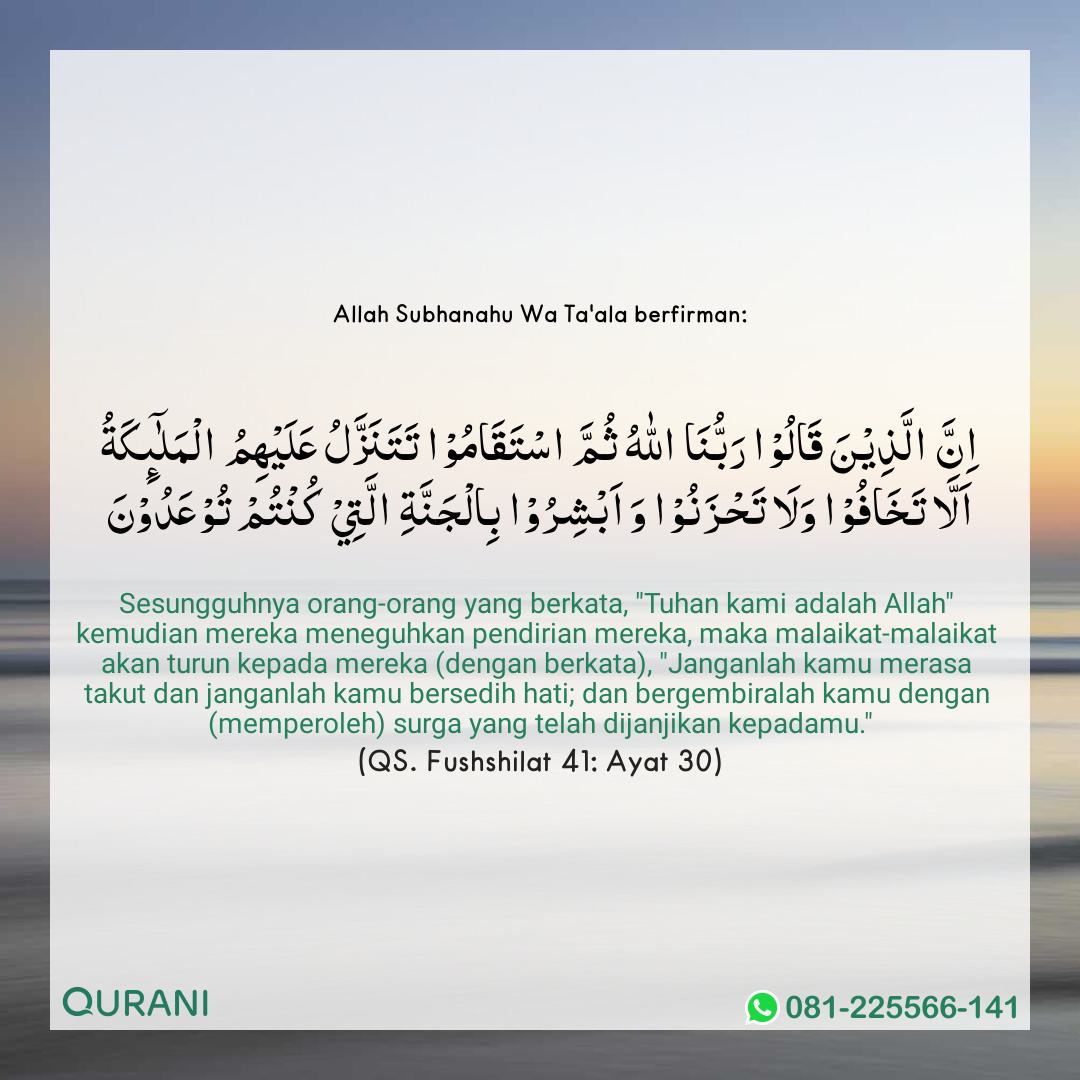 Allah Subhanahu Wa Ta'ala berfirman:
اِنَّ الَّذِيْنَ قَالُوْا رَبُّنَا اللّٰهُ ثُمَّ اسْتَقَامُوْا تَتَنَزَّلُ عَلَيْهِمُ الْمَلٰۤىِٕكَةُ
اَلَّا تَخَافُوْا وَلَا تَحْزَنُوْا وَاَبْشِرُوْا بِالْجَنَّةِ الَّتِيْ كُنْتُمْ تُوْعَدُوْنَ
Sesungguhnya orang-orang yang berkata, "Tuhan kami adalah Allah"
kemudian mereka meneguhkan pendirian mereka, maka malaikat-malaikat
akan turun kepada mereka (dengan berkata), "Janganlah kamu merasa
takut dan janganlah kamu bersedih hati; dan bergembiralah kamu dengan
(memperoleh) surga yang telah dijanjikan kepadamu."
(QS. Fushshilat 41: Ayat 30)
QURANI
081-225566-141